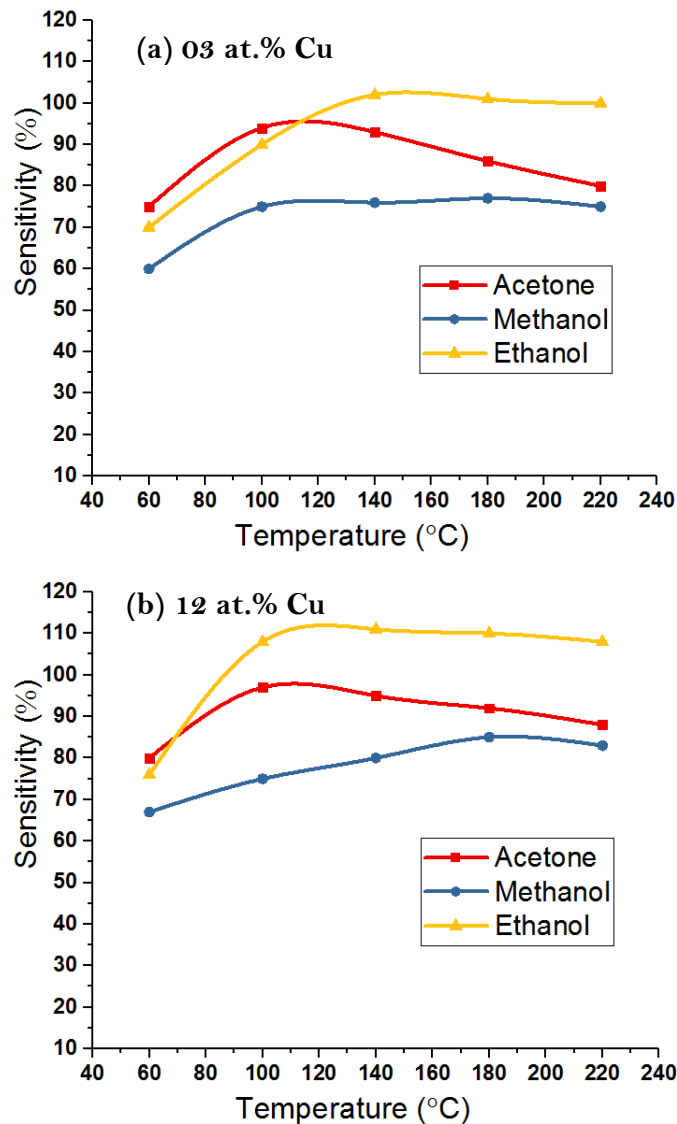 120
(a) 03 at.% Cu
110
100
90
80
70
60
50
40
30
20
10
Sensitivity (%)
Acetone
Methanol
Ethanol
40 60 80 100 120 140 160 180 200 220 240
Temperature (°C)
120
(b) 12 at.% Cu
110
100
90
80
70
60
50
40
30
20
10
Sensitivity (%)
Acetone
Methanol
Ethanol
40 60 80 100 120 140 160 180 200 220 240
Temperature (°C)